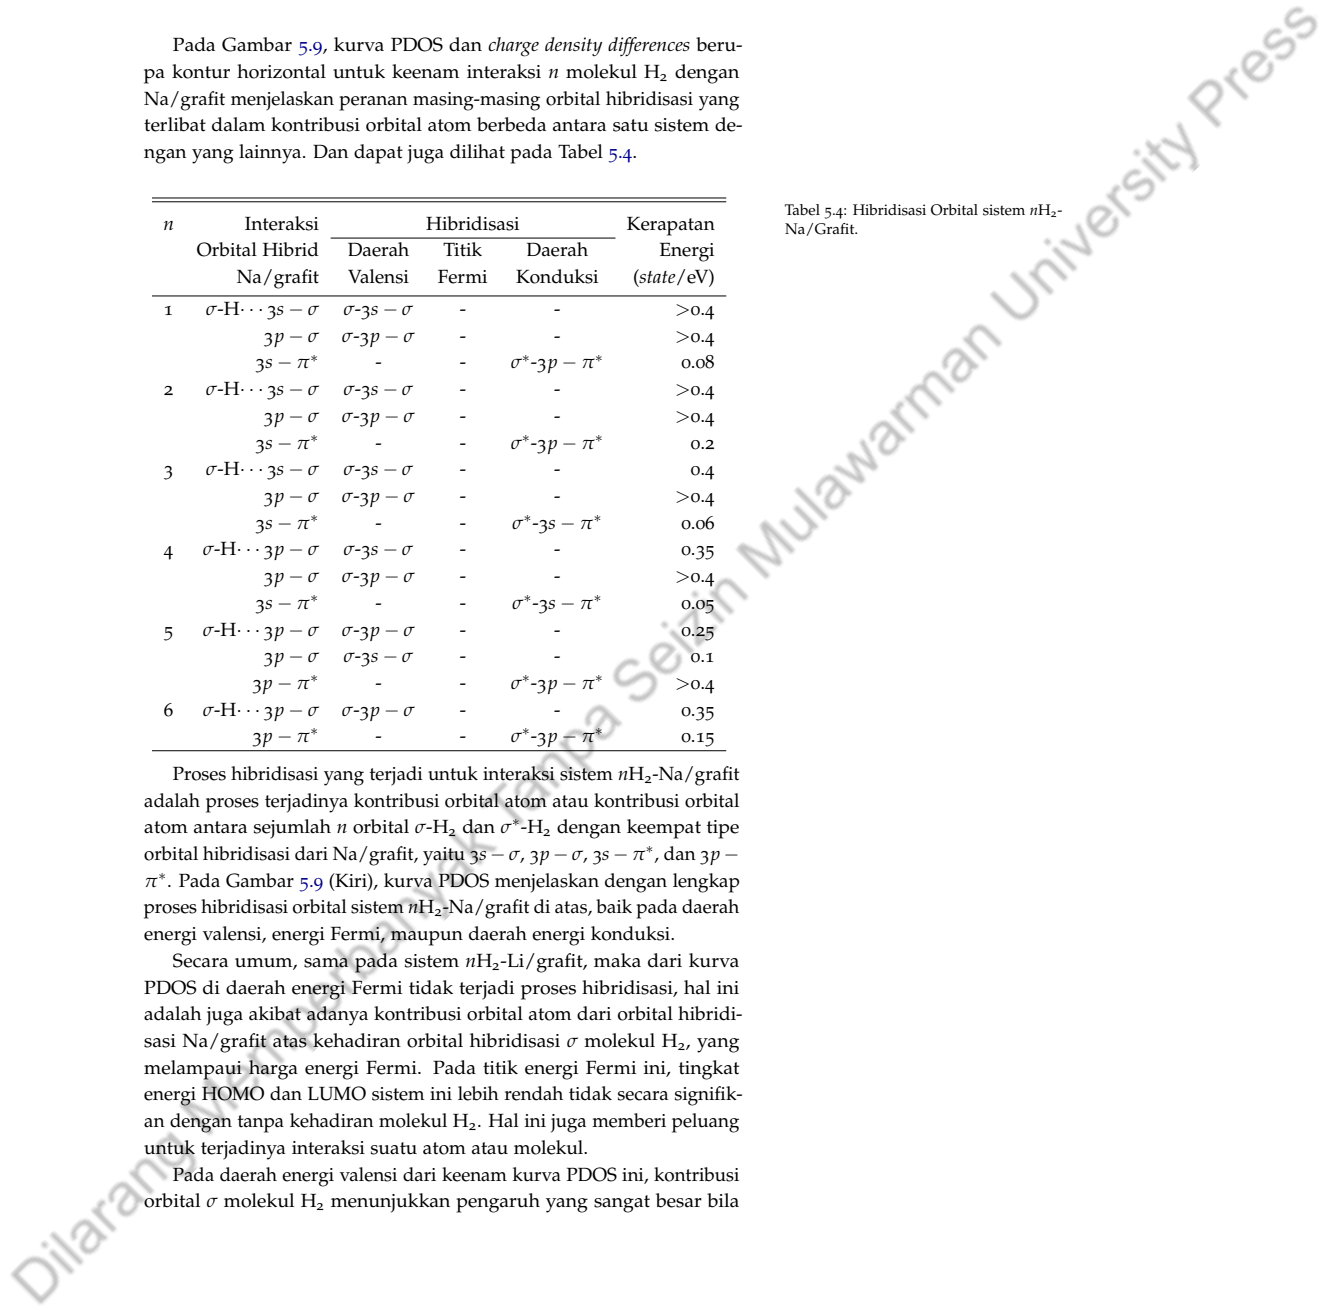 Pada Gambar 5.9, kurva PDOS dan charge density differences beru-
pa kontur horizontal untuk keenam interaksi n molekul H₂ dengan
Na/grafit menjelaskan peranan masing-masing orbital hibridisasi yang
terlibat dalam kontribusi orbital atom berbeda antara satu sistem de-
ngan yang lainnya. Dan dapat juga dilihat pada Tabel 5.4.
Tabel 5.4: Hibridisasi Orbital sistem nH₂-
Na/Grafit.
n Interaksi Hibridisasi Kerapatan
Orbital Hibrid Daerah Titik Daerah Energi
Na/grafit Valensi Fermi Konduksi (state/eV)
1 σ-H··· 3s − σ σ-3s − σ - - >0.4
3p − σ σ-3p − σ - - >0.4
3s − π* - - σ*-3p − π* 0.08
2 σ-H··· 3s − σ σ-3s − σ - - >0.4
3p − σ σ-3p − σ - - >0.4
3s − π* - - σ*-3p − π* 0.2
3 σ-H··· 3s − σ σ-3s − σ - - 0.4
3p − σ σ-3p − σ - - >0.4
3s − π* - - σ*-3s − π* 0.06
4 σ-H··· 3p − σ σ-3s − σ - - 0.35
3p − σ σ-3p − σ - - >0.4
3s − π* - - σ*-3s − π* 0.05
5 σ-H··· 3p − σ σ-3p − σ - - 0.25
3p − σ σ-3s − σ - - 0.1
3p − π* - - σ*-3p − π* >0.4
6 σ-H··· 3p − σ σ-3p − σ - - 0.35
3p − π* - - σ*-3p − π* 0.15
Proses hibridisasi yang terjadi untuk interaksi sistem nH₂-Na/grafit
adalah proses terjadinya kontribusi orbital atom atau kontribusi orbital
atom antara sejumlah n orbital σ-H₂ dan σ*-H₂ dengan keempat tipe
orbital hibridisasi dari Na/grafit, yaitu 3s − σ, 3p − σ, 3s − π*, dan 3p −
π*. Pada Gambar 5.9 (Kiri), kurva PDOS menjelaskan dengan lengkap
proses hibridisasi orbital sistem nH₂-Na/grafit di atas, baik pada daerah
energi valensi, energi Fermi, maupun daerah energi konduksi.
Secara umum, sama pada sistem nH₂-Li/grafit, maka dari kurva
PDOS di daerah energi Fermi tidak terjadi proses hibridisasi, hal ini
adalah juga akibat adanya kontribusi orbital atom dari orbital hibridi-
sasi Na/grafit atas kehadiran orbital hibridisasi σ molekul H₂, yang
melampaui harga energi Fermi. Pada titik energi Fermi ini, tingkat
energi HOMO dan LUMO sistem ini lebih rendah tidak secara signifik-
an dengan tanpa kehadiran molekul H₂. Hal ini juga memberi peluang
untuk terjadinya interaksi suatu atom atau molekul.
Pada daerah energi valensi dari keenam kurva PDOS ini, kontribusi
orbital σ molekul H₂ menunjukkan pengaruh yang sangat besar bila
Dilarang Memperbanyak Tanpa Seizin Mulawarman University Press